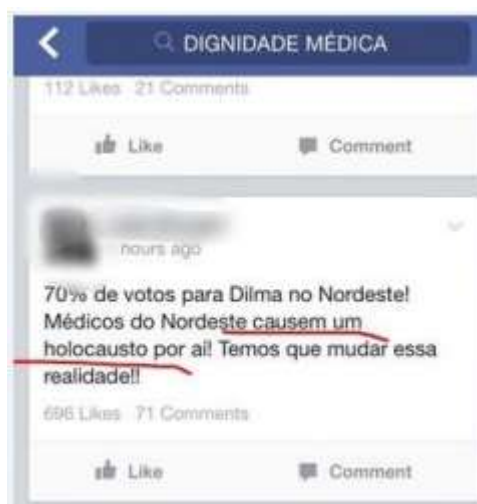 DIGNIDADE MÉDICA
112 Likes 21 Comments
Like Comment
hours ago
70% de votos para Dilma no Nordeste!
Médicos do Nordeste causem um
holocausto por aí! Temos que mudar essa
realidade!!
696 Likes 71 Comments
Like Comment